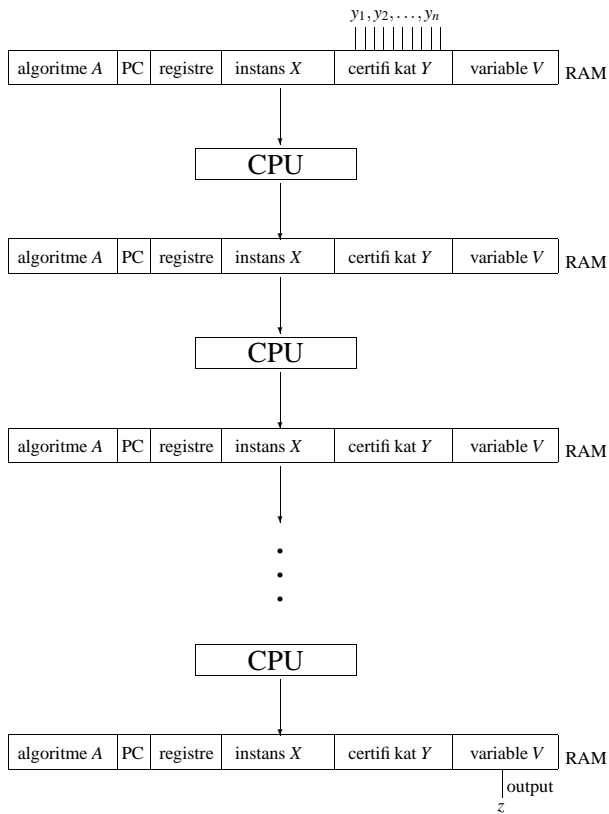 y1, y2, . . . , yn
algoritme A PC registre instans X certifi kat Y variable V RAM
CPU
algoritme A PC registre instans X certifi kat Y variable V RAM
CPU
algoritme A PC registre instans X certifi kat Y variable V RAM
CPU
algoritme A PC registre instans X certifi kat Y variable V RAM
output
z